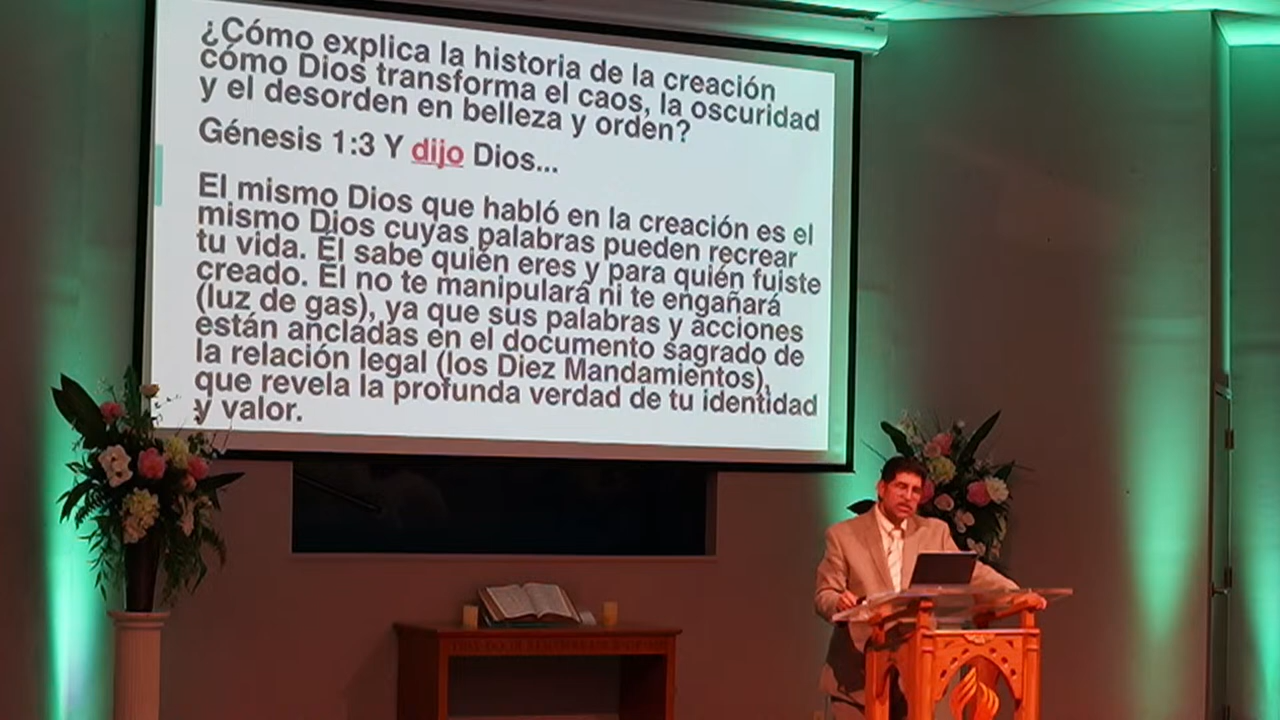 ¿Cómo explica la historia de la creación
cómo Dios transforma el caos, la oscuridad
y el desorden en belleza y orden?
Génesis 1:3 Y dijo Dios...
El mismo Dios que habló en la creación es el
mismo Dios cuyas palabras pueden recrear
tu vida. Él sabe quién eres y para quién fuiste
creado. Él no te manipulará ni te engañará
(luz de gas), ya que sus palabras y acciones
están ancladas en el documento sagrado de
la relación legal (los Diez Mandamientos),
que revela la profunda verdad de tu identidad
y valor.